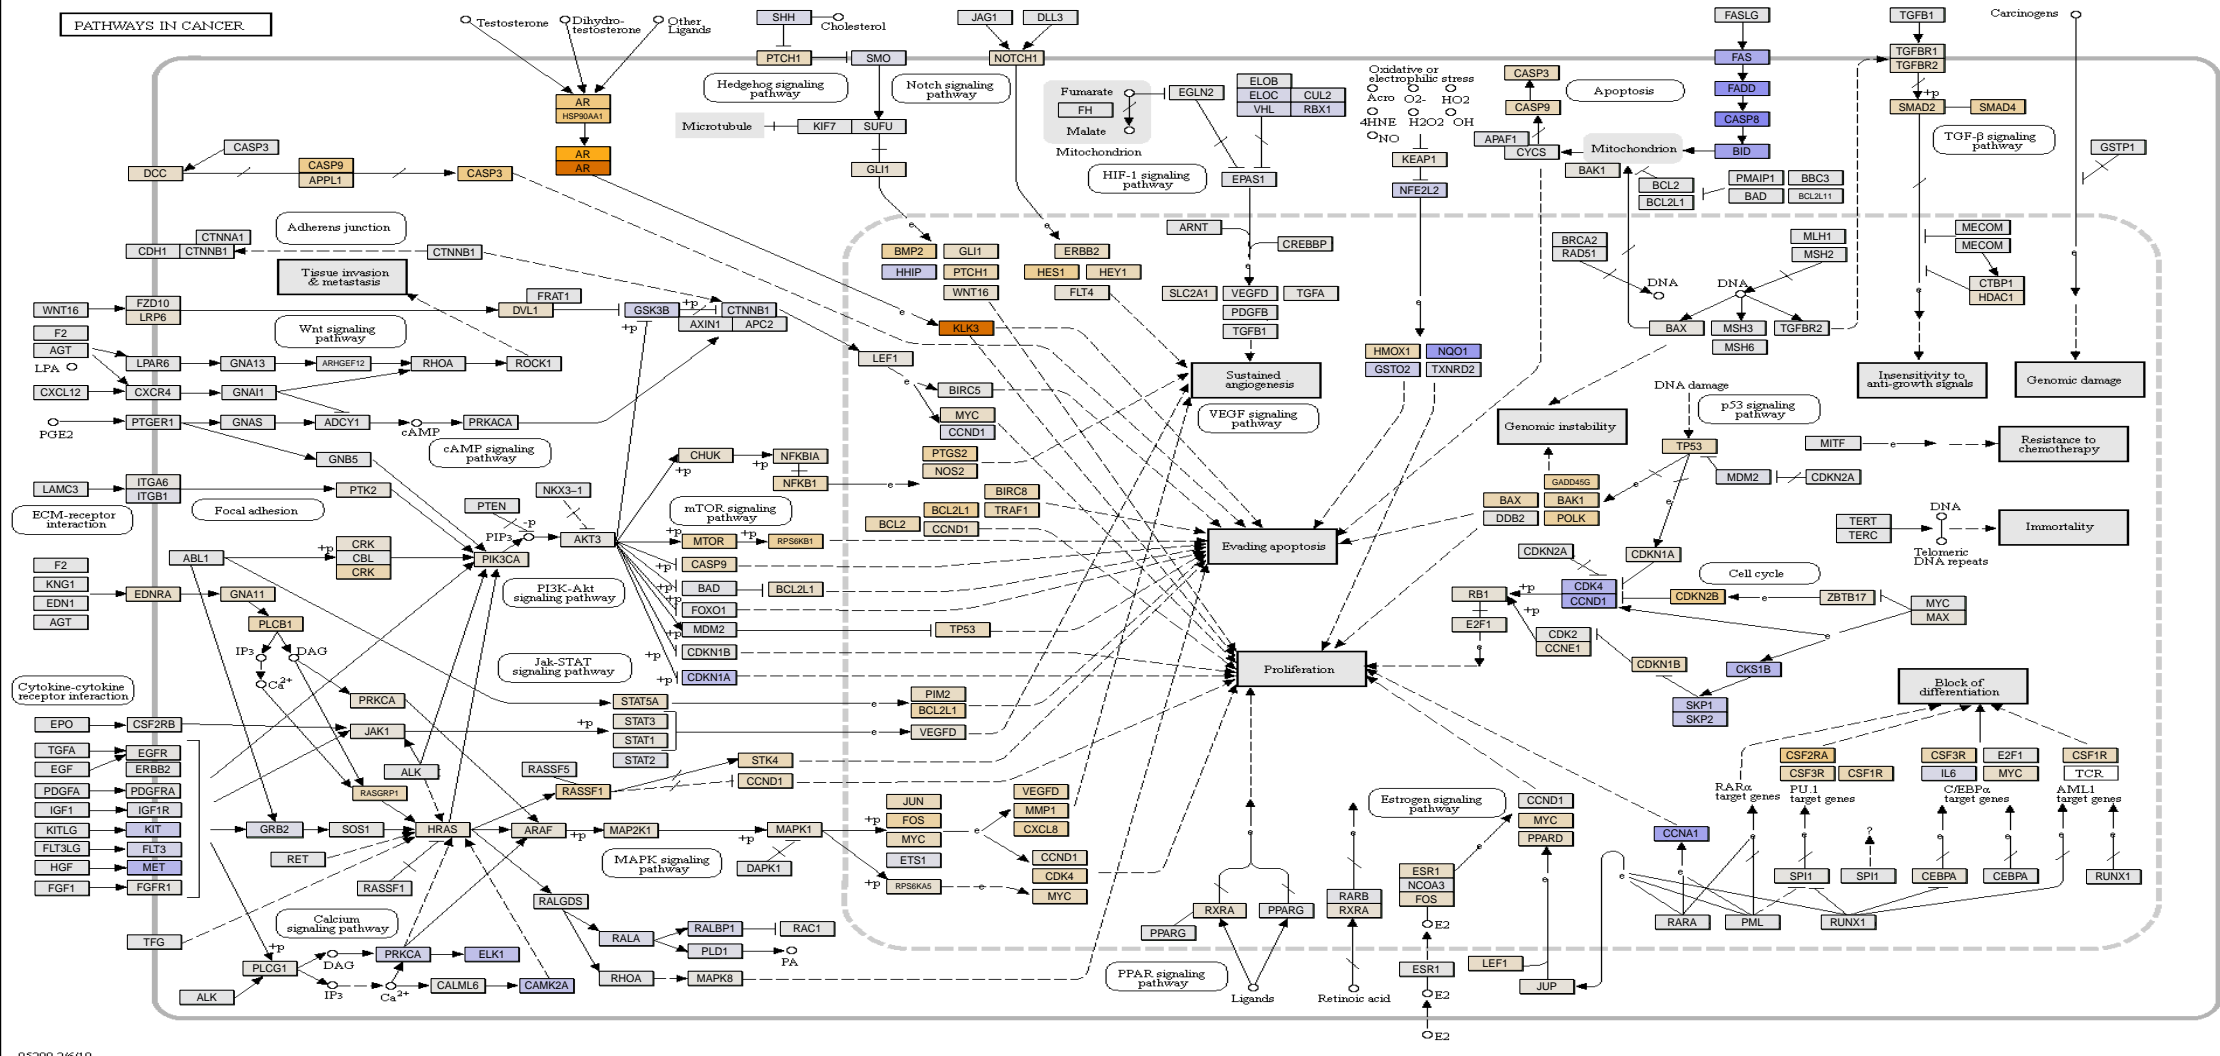 PATHWAYS IN CANCER
Testosterone
Dihydro-
testosterone
Other
Ligands
SHH
Cholesterol
JAG1
DLL3
FASLG
TGFB1
Carcinogens
PTCH1
SMO
NOTCH1
FAS
TGFBR1
TGFBR2
Hedgehog signaling
pathway
Notch signaling
pathway
Oxidative or
electrophilic stress
Acro
O2-
HO2
4HNE
H2O2
OH
NO
CASP3
CASP9
Apoptosis
FADD
+p
AR
HSP90AA1
Fumarate
FH
Malate
Mitochondrion
EGLN2
ELOB
ELOC
CUL2
VHL
RBX1
SMAD2
SMAD4
CASP8
Microtubule
KIF7
SUFU
APAF1
CYCS
Mitochondrion
BID
TGF-β signaling
pathway
GSTP1
CASP3
AR
AR
KEAP1
DCC
CASP9
APPL1
CASP3
GLI1
HIF-1 signaling
pathway
EPAS1
NFE2L2
BAK1
BCL2
BCL2L1
PMAIP1
BBC3
BAD
BCL2L11
Adherens junction
CTNNA1
CDH1
CTNNB1
CTNNB1
e
e
BMP2
GLI1
HHIP
PTCH1
WNT16
ERBB2
HES1
HEY1
FLT4
ARNT
CREBBP
SLC2A1
VEGFD
TGFA
PDGFB
TGFB1
BRCA2
RAD51
MLH1
MSH2
DNA
DNA
MECOM
MECOM
CTBP1
HDAC1
e
e
e
e
Tissue invasion
& metastasis
WNT16
FZD10
LRP6
FRAT1
DVL1
GSK3B
+p
+p
CTNNB1
AXIN1
APC2
e
KLK3
BAX
MSH3
MSH6
TGFBR2
Wnt signaling
pathway
F2
AGT
LPA
LPAR6
GNA13
ARHGEF12
RHOA
ROCK1
LEF1
HMOX1
NQO1
GSTO2
TXNRD2
CXCL12
CXCR4
GNAI1
e
BIRC5
MYC
CCND1
Sustained
angiogenesis
Insensitivity to
anti-growth signals
Genomic damage
PGE2
PTGER1
GNAS
ADCY1
cAMP
PRKACA
VEGF signaling
pathway
DNA damage
p53 signaling
pathway
Genomic instability
cAMP signaling
pathway
GNB5
CHUK
+p
+p
NFKBIA
NFKB1
e
PTGS2
NOS2
TP53
MITF
e
Resistance to
chemotherapy
LAMC3
ITGA6
ITGB1
PTK2
NKX3–1
PTEN
MDM2
CDKN2A
GADD45G
e
e
ECM-receptor
interaction
Focal adhesion
-p
PIP3
AKT3
mTOR signaling
pathway
BIRC8
TRAF1
BCL2L1
BCL2
CCND1
BAX
BAK1
DDB2
POLK
TERT
TERC
DNA
Telomeric
DNA repeats
Immortality
ABL1
+p
CRK
CBL
CRK
PIK3CA
+p
MTOR
+p
RPS6KB1
Evading apoptosis
CDKN2A
CDKN1A
F2
KNG1
EDN1
AGT
EDNRA
GNA11
PLCB1
PI3K-Akt
signaling pathway
+p
CASP9
+p
BAD
BCL2L1
+p
FOXO1
+p
MDM2
TP53
+p
CDKN1B
+p
CDKN1A
RB1
+p
+p
CDK4
CCND1
Cell cycle
CDKN2B
e
ZBTB17
MYC
MAX
E2F1
e
CDK2
CCNE1
e
IP3
DAG
Ca2+
Jak-STAT
signaling pathway
Proliferation
CDKN1B
CKS1B
SKP1
SKP2
Block of
differentiation
Cytokine-cytokine
receptor interaction
PRKCA
STAT5A
e
PIM2
BCL2L1
EPO
CSF2RB
JAK1
+p
STAT3
STAT1
STAT2
e
VEGFD
TGFA
EGF
EGFR
ERBB2
ALK
RASSF5
STK4
CCND1
CSF2RA
CSF3R
CSF1R
CSF3R
E2F1
IL6
MYC
CSF1R
TCR
PDGFA
PDGFRA
RASGRP1
RASSF1
RARα
target genes
PU.1
target genes
C/EBPα
target genes
AML1
target genes
IGF1
IGF1R
JUN
FOS
MYC
VEGFD
MMP1
CXCL8
Estrogen signaling
pathway
CCND1
MYC
PPARD
KITLG
KIT
GRB2
SOS1
HRAS
ARAF
+p
MAP2K1
+p
MAPK1
+p
e
e
e
CCNA1
?
e
e
e
e
e
e
e
FLT3LG
FLT3
RET
MAPK signaling
pathway
DAPK1
ETS1
CCND1
CDK4
MYC
HGF
MET
RASSF1
+p
RPS6KA5
e
ESR1
NCOA3
FOS
e
e
SPI1
SPI1
CEBPA
CEBPA
RUNX1
FGF1
FGFR1
RALGDS
RXRA
PPARG
PPARG
RARB
RXRA
RARA
PML
RUNX1
Calcium
signaling pathway
TFG
+p
RALA
RALBP1
RAC1
PLD1
PA
E2
DAG
PRKCA
ELK1
PLCG1
IP3
Ca2+
CALML6
CAMK2A
RHOA
MAPK8
PPAR signaling
pathway
ESR1
LEF1
JUP
ALK
Ligands
Retinoic acid
E2
E2